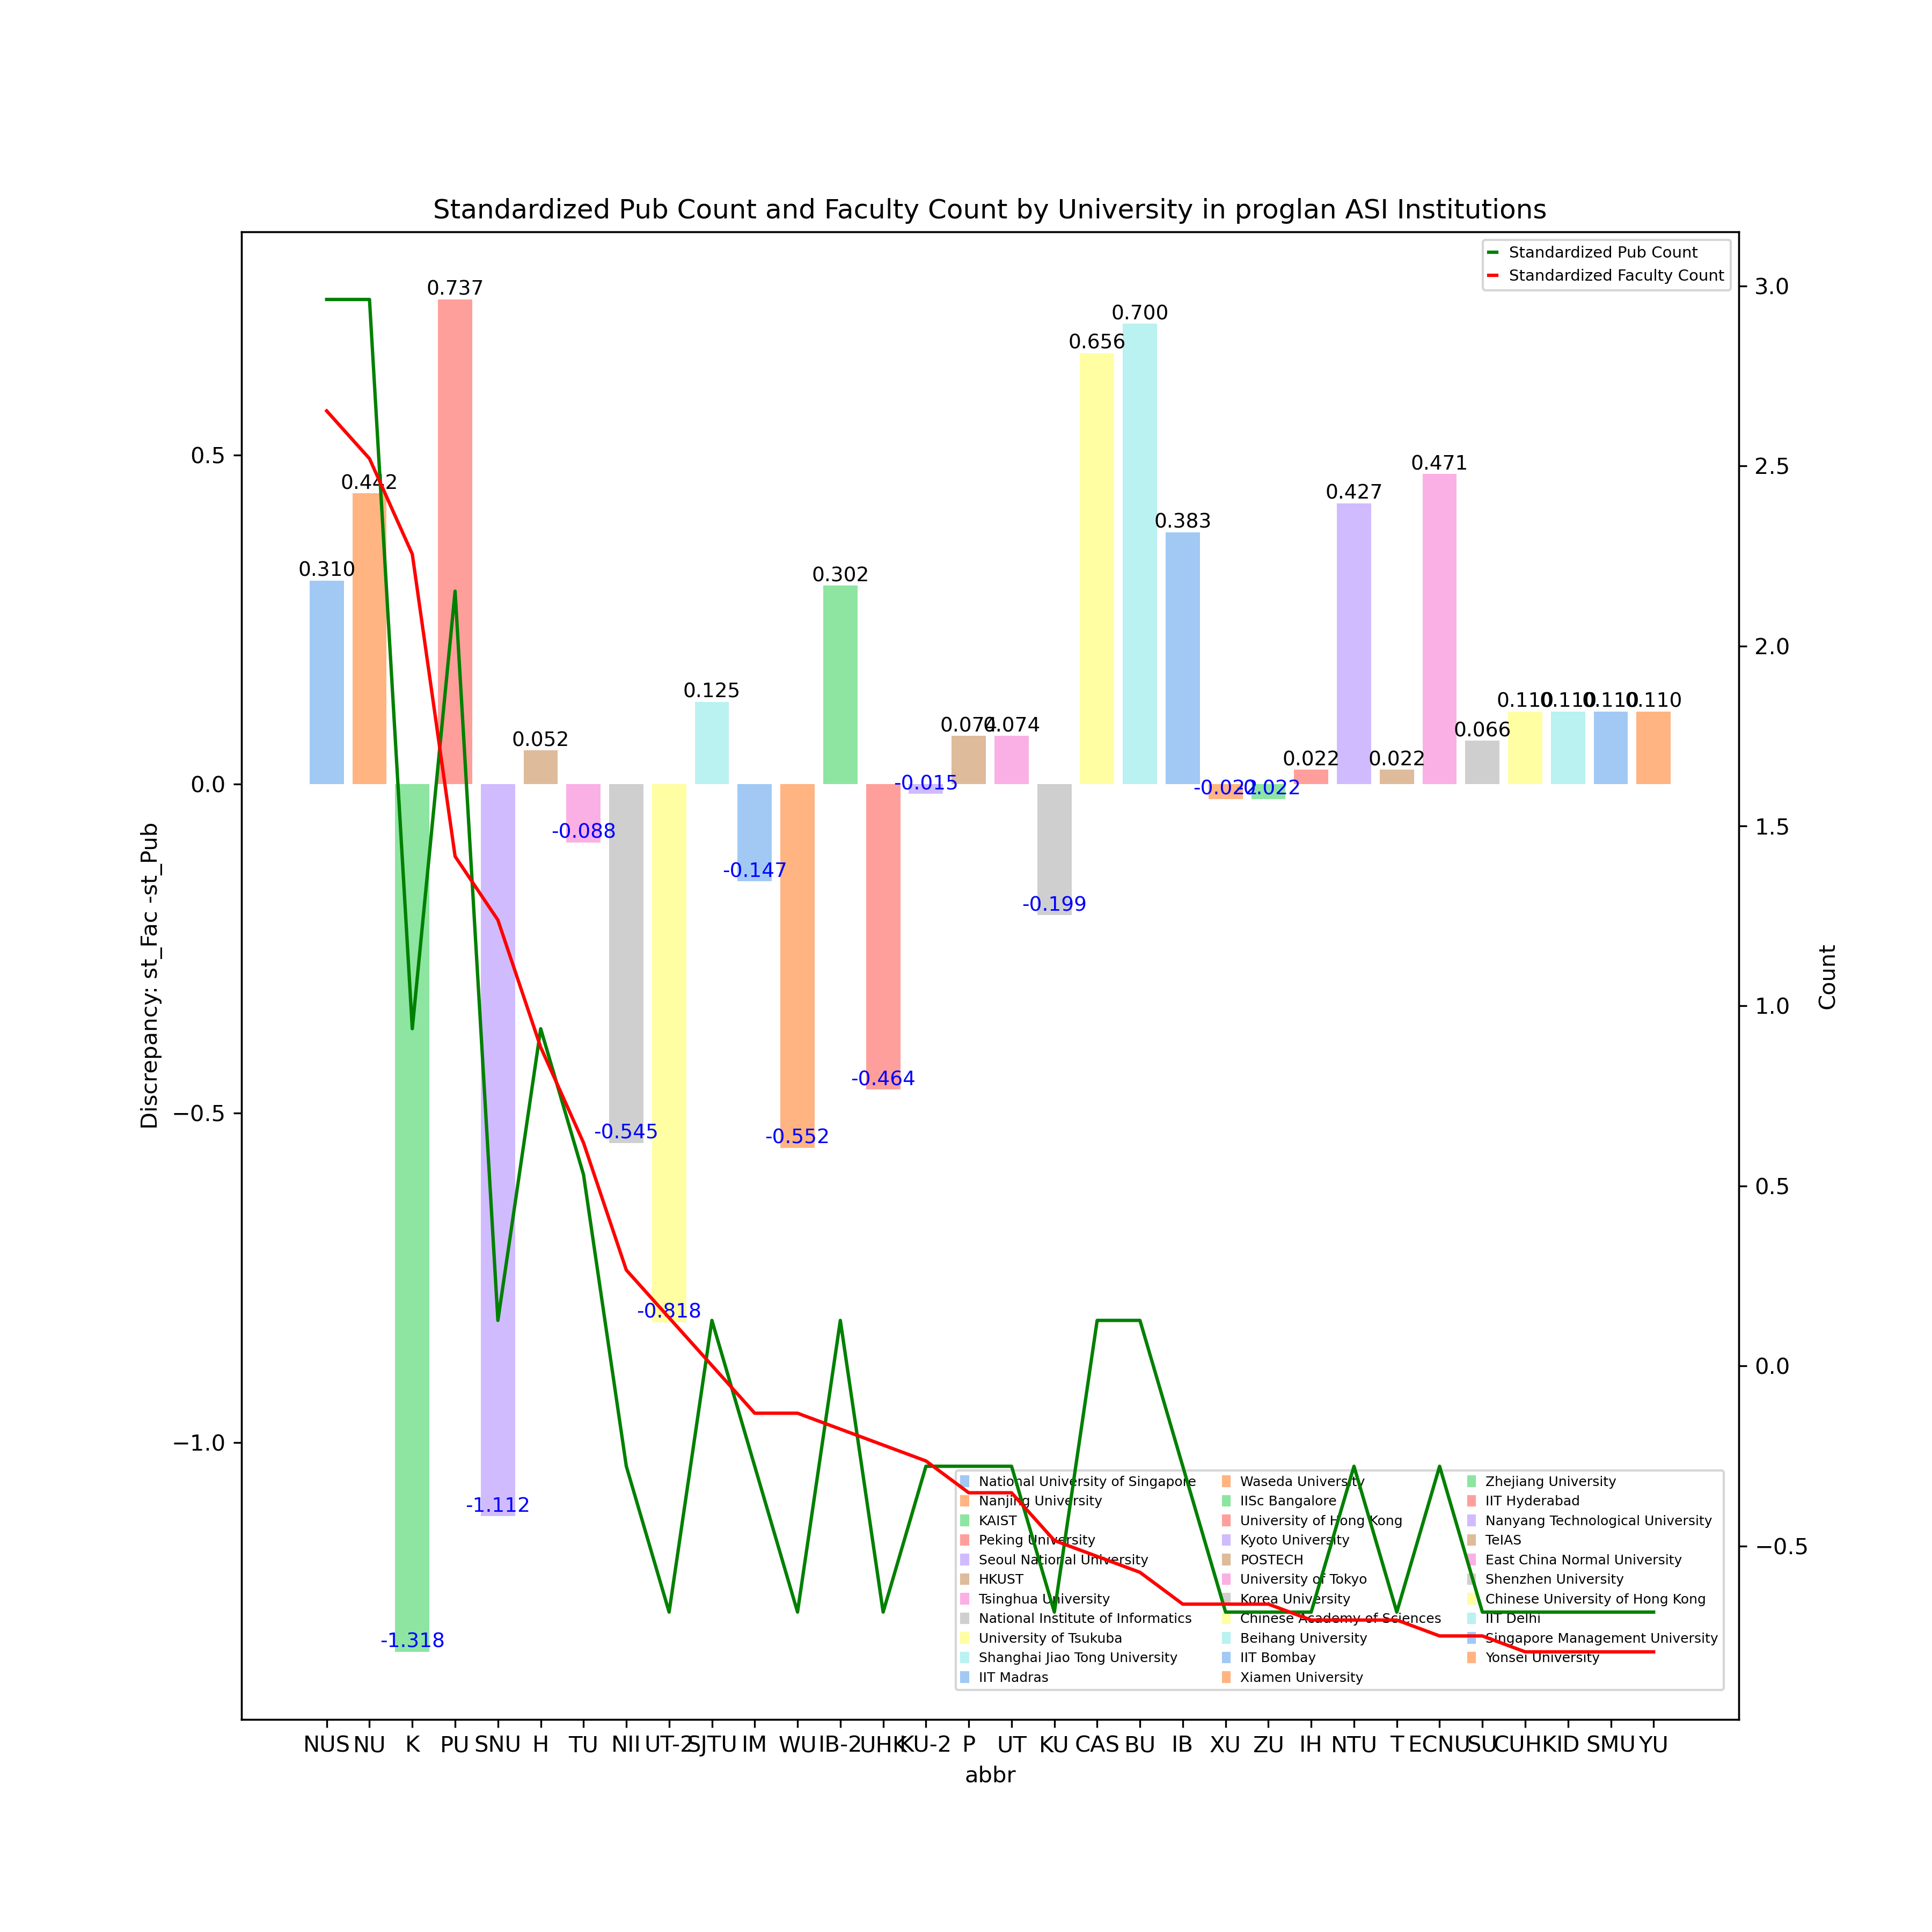 Standardized Pub Count and Faculty Count by University in proglan ASI Institutions
Standardized Pub Count
Standardized Faculty Count
Discrepancy: st_Fac -st_Pub
0.5
0.0
−0.5
−1.0
0.310
0.442
-1.318
0.737
-1.112
0.052
-0.088
-0.545
-0.818
0.125
-0.147
-0.552
0.302
-0.464
-0.015
0.074
0.074
-0.199
0.656
0.700
0.383
-0.022
-0.022
0.022
0.427
0.022
0.471
0.066
0.110
0.110
0.110
0.110
3.0
2.5
2.0
1.5
1.0
0.5
0.0
−0.5
Count
National University of Singapore
Nanjing University
KAIST
Peking University
Seoul National University
HKUST
Tsinghua University
National Institute of Informatics
University of Tsukuba
Shanghai Jiao Tong University
IIT Madras
Waseda University
IISc Bangalore
University of Hong Kong
Kyoto University
POSTECH
University of Tokyo
Korea University
Chinese Academy of Sciences
Beihang University
IIT Bombay
Xiamen University
Zhejiang University
IIT Hyderabad
Nanyang Technological University
TeIAS
East China Normal University
Shenzhen University
Chinese University of Hong Kong
IIT Delhi
Singapore Management University
Yonsei University
NUS NU K PU SNU H TU NII UT-2 SJTU IM WU IB-2 UHK KU-2 P UT KU CAS BU IB XU ZU IH NTU T ECNU SU CUHK ID SMU YU
abbr